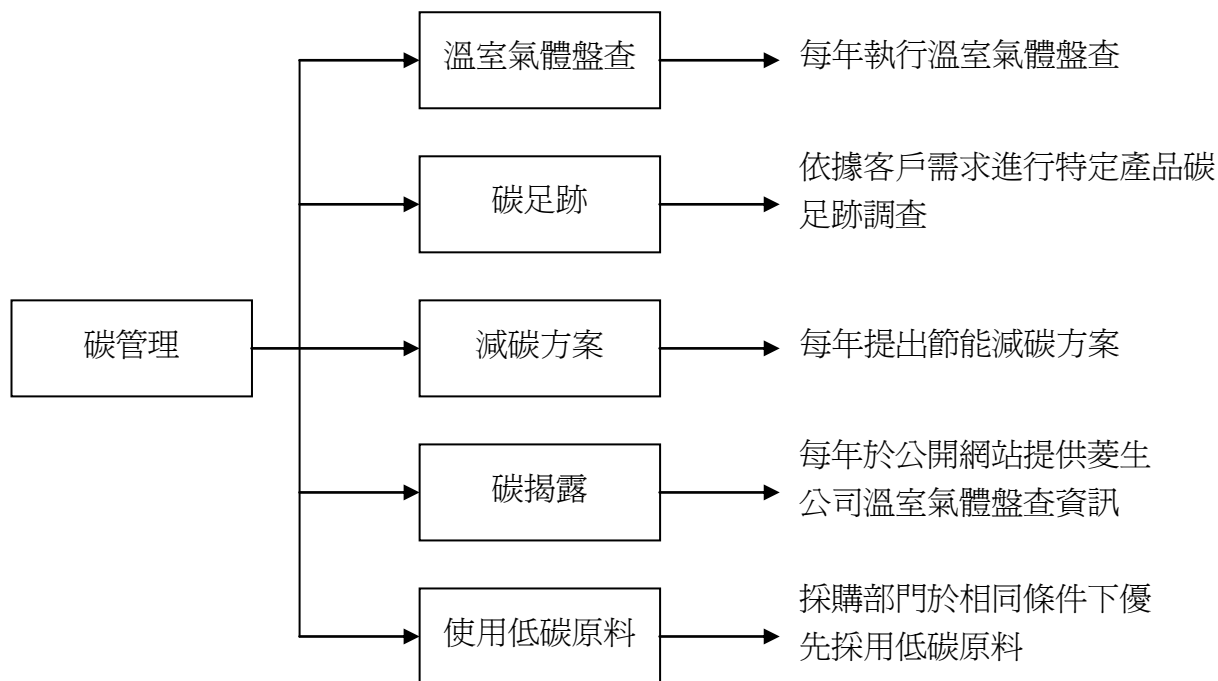 溫室氣體盤查
每年執行溫室氣體盤查
碳足跡
依據客戶需求進行特定產品碳
足跡調查
碳管理
減碳方案
每年提出節能減碳方案
碳揭露
每年於公開網站提供菱生
公司溫室氣體盤查資訊
使用低碳原料
採購部門於相同條件下優
先採用低碳原料